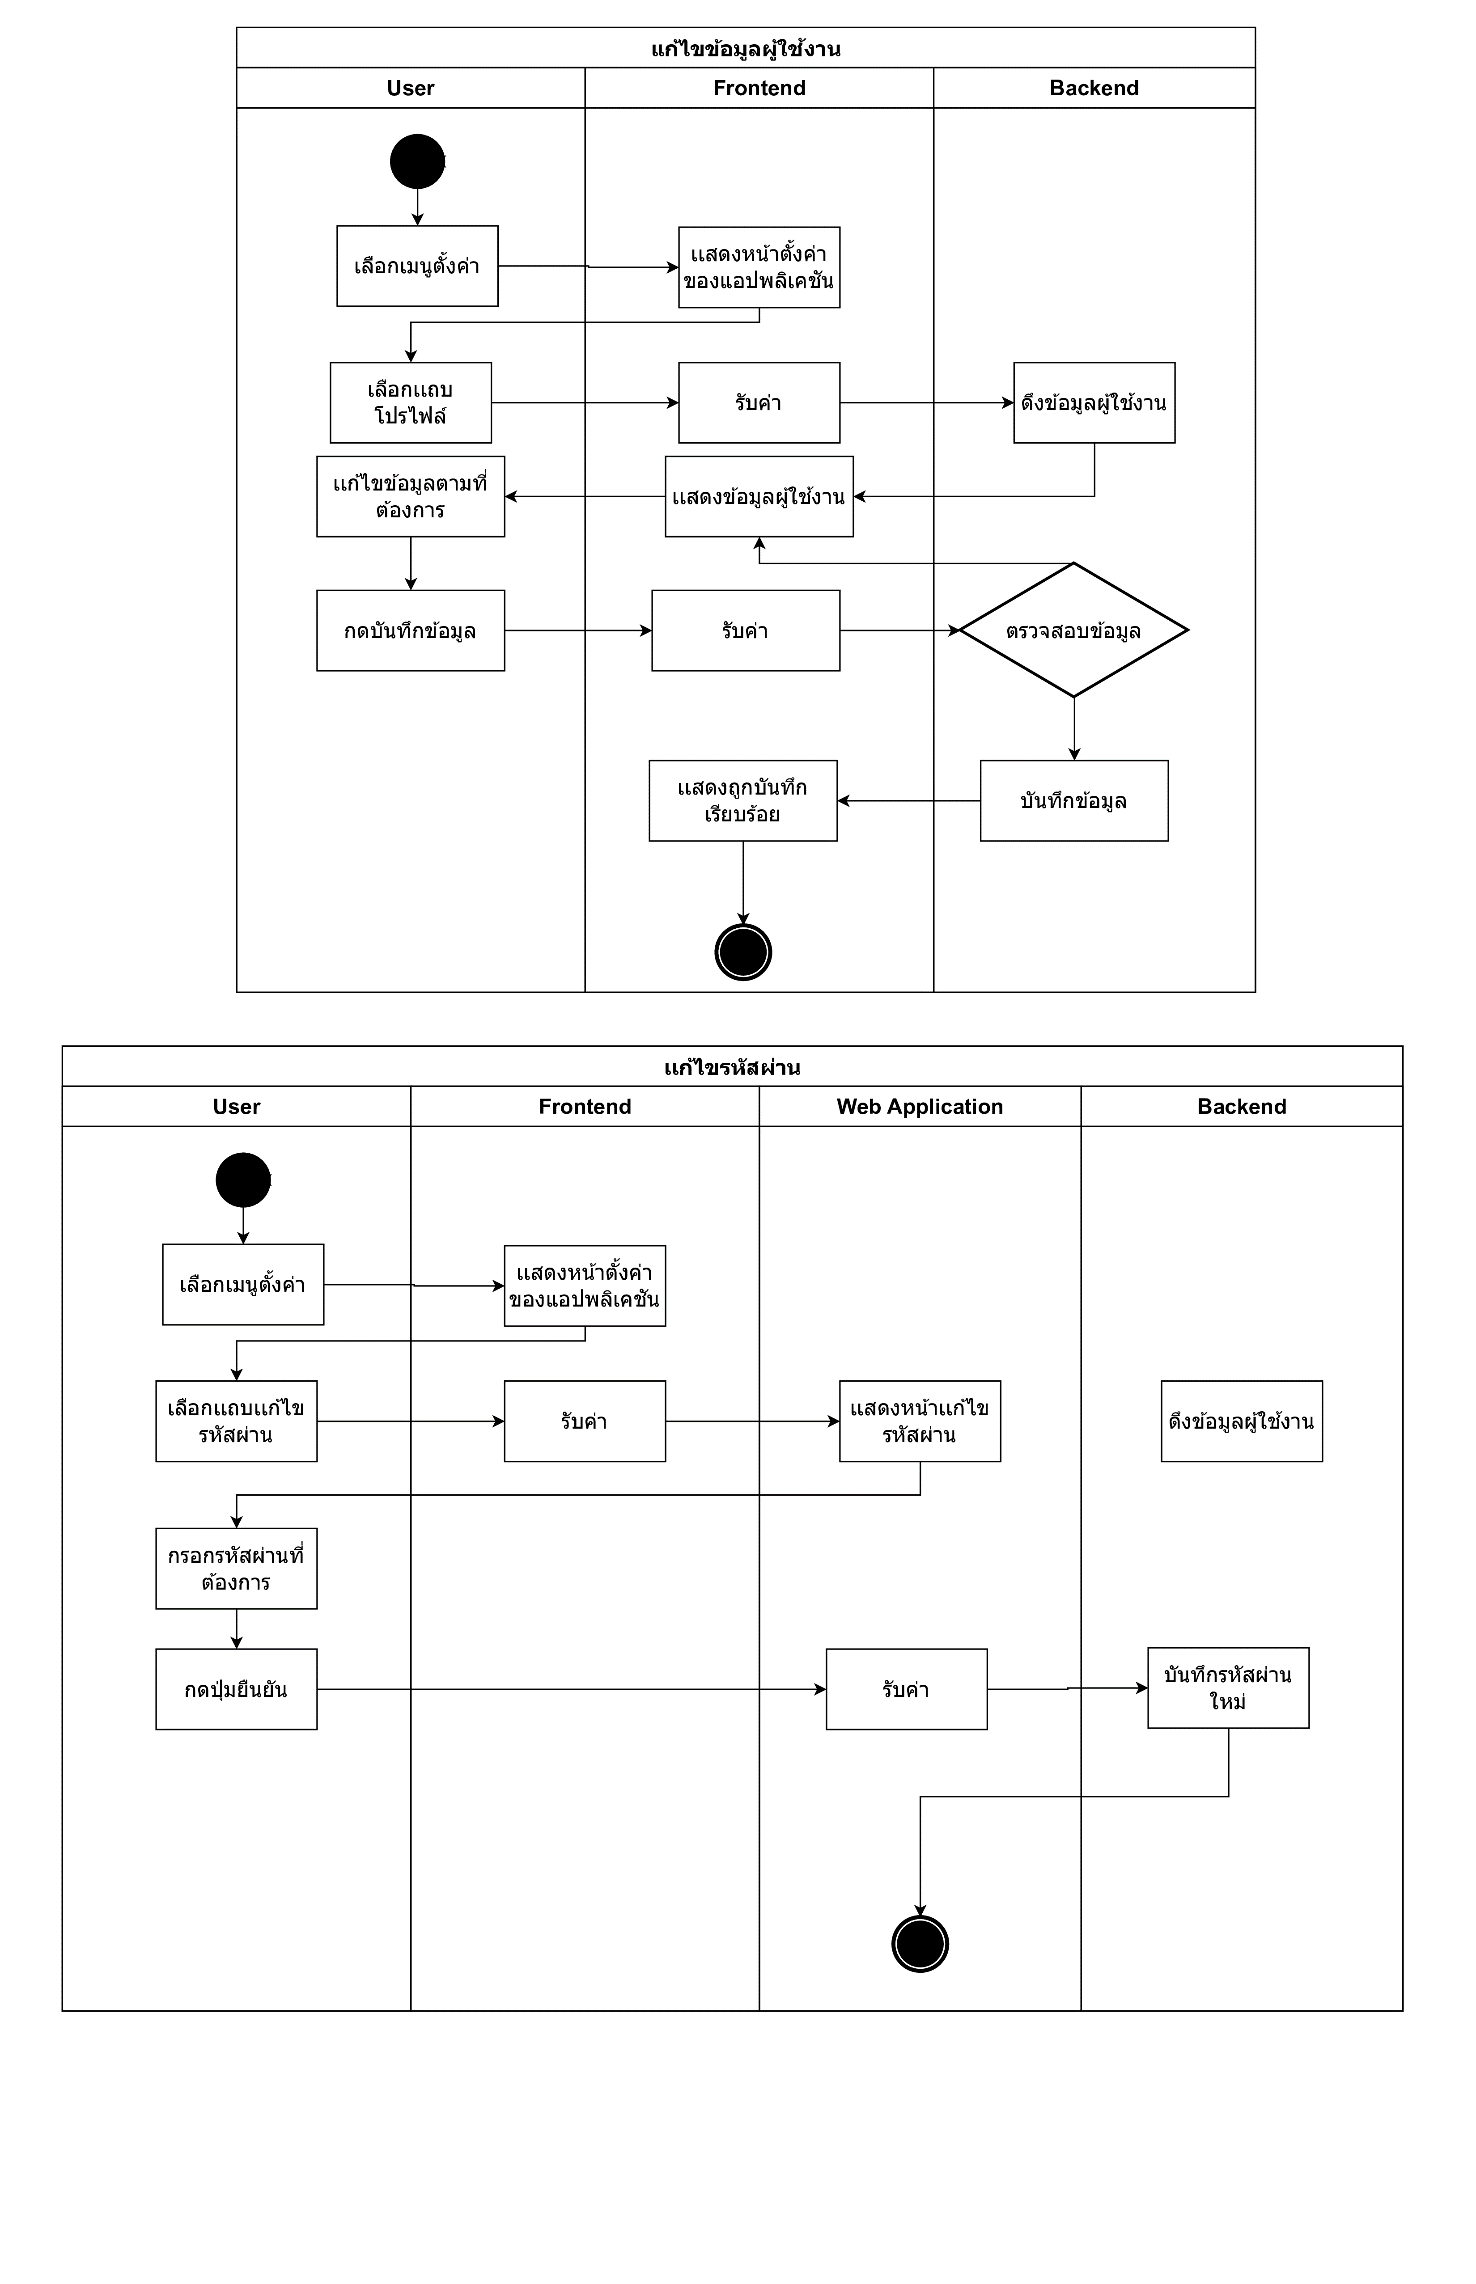 แก้ไขข้อมูลผู้ใช้งาน
User
Frontend
Backend
เลือกเมนูตั้งค่า
แสดงหน้าตั้งค่า
ของแอปพลิเคชัน
เลือกแถบ
โปรไฟล์
รับค่า
ดึงข้อมูลผู้ใช้งาน
แก้ไขข้อมูลตามที่
ต้องการ
แสดงข้อมูลผู้ใช้งาน
กดบันทึกข้อมูล
รับค่า
ตรวจสอบข้อมูล
แสดงถูกบันทึก
เรียบร้อย
บันทึกข้อมูล
แก้ไขรหัสผ่าน
User
Frontend
Web Application
Backend
เลือกเมนูตั้งค่า
แสดงหน้าตั้งค่า
ของแอปพลิเคชัน
เลือกแถบแก้ไข
รหัสผ่าน
รับค่า
แสดงหน้าแก้ไข
รหัสผ่าน
ดึงข้อมูลผู้ใช้งาน
กรอกรหัสผ่านที่
ต้องการ
กดปุ่มยืนยัน
รับค่า
บันทึกรหัสผ่าน
ใหม่